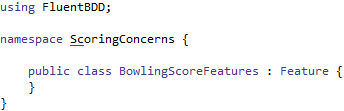 using FluentBDD;
namespace ScoringConcerns {
public class BowlingScoreFeatures : Feature {
}
}